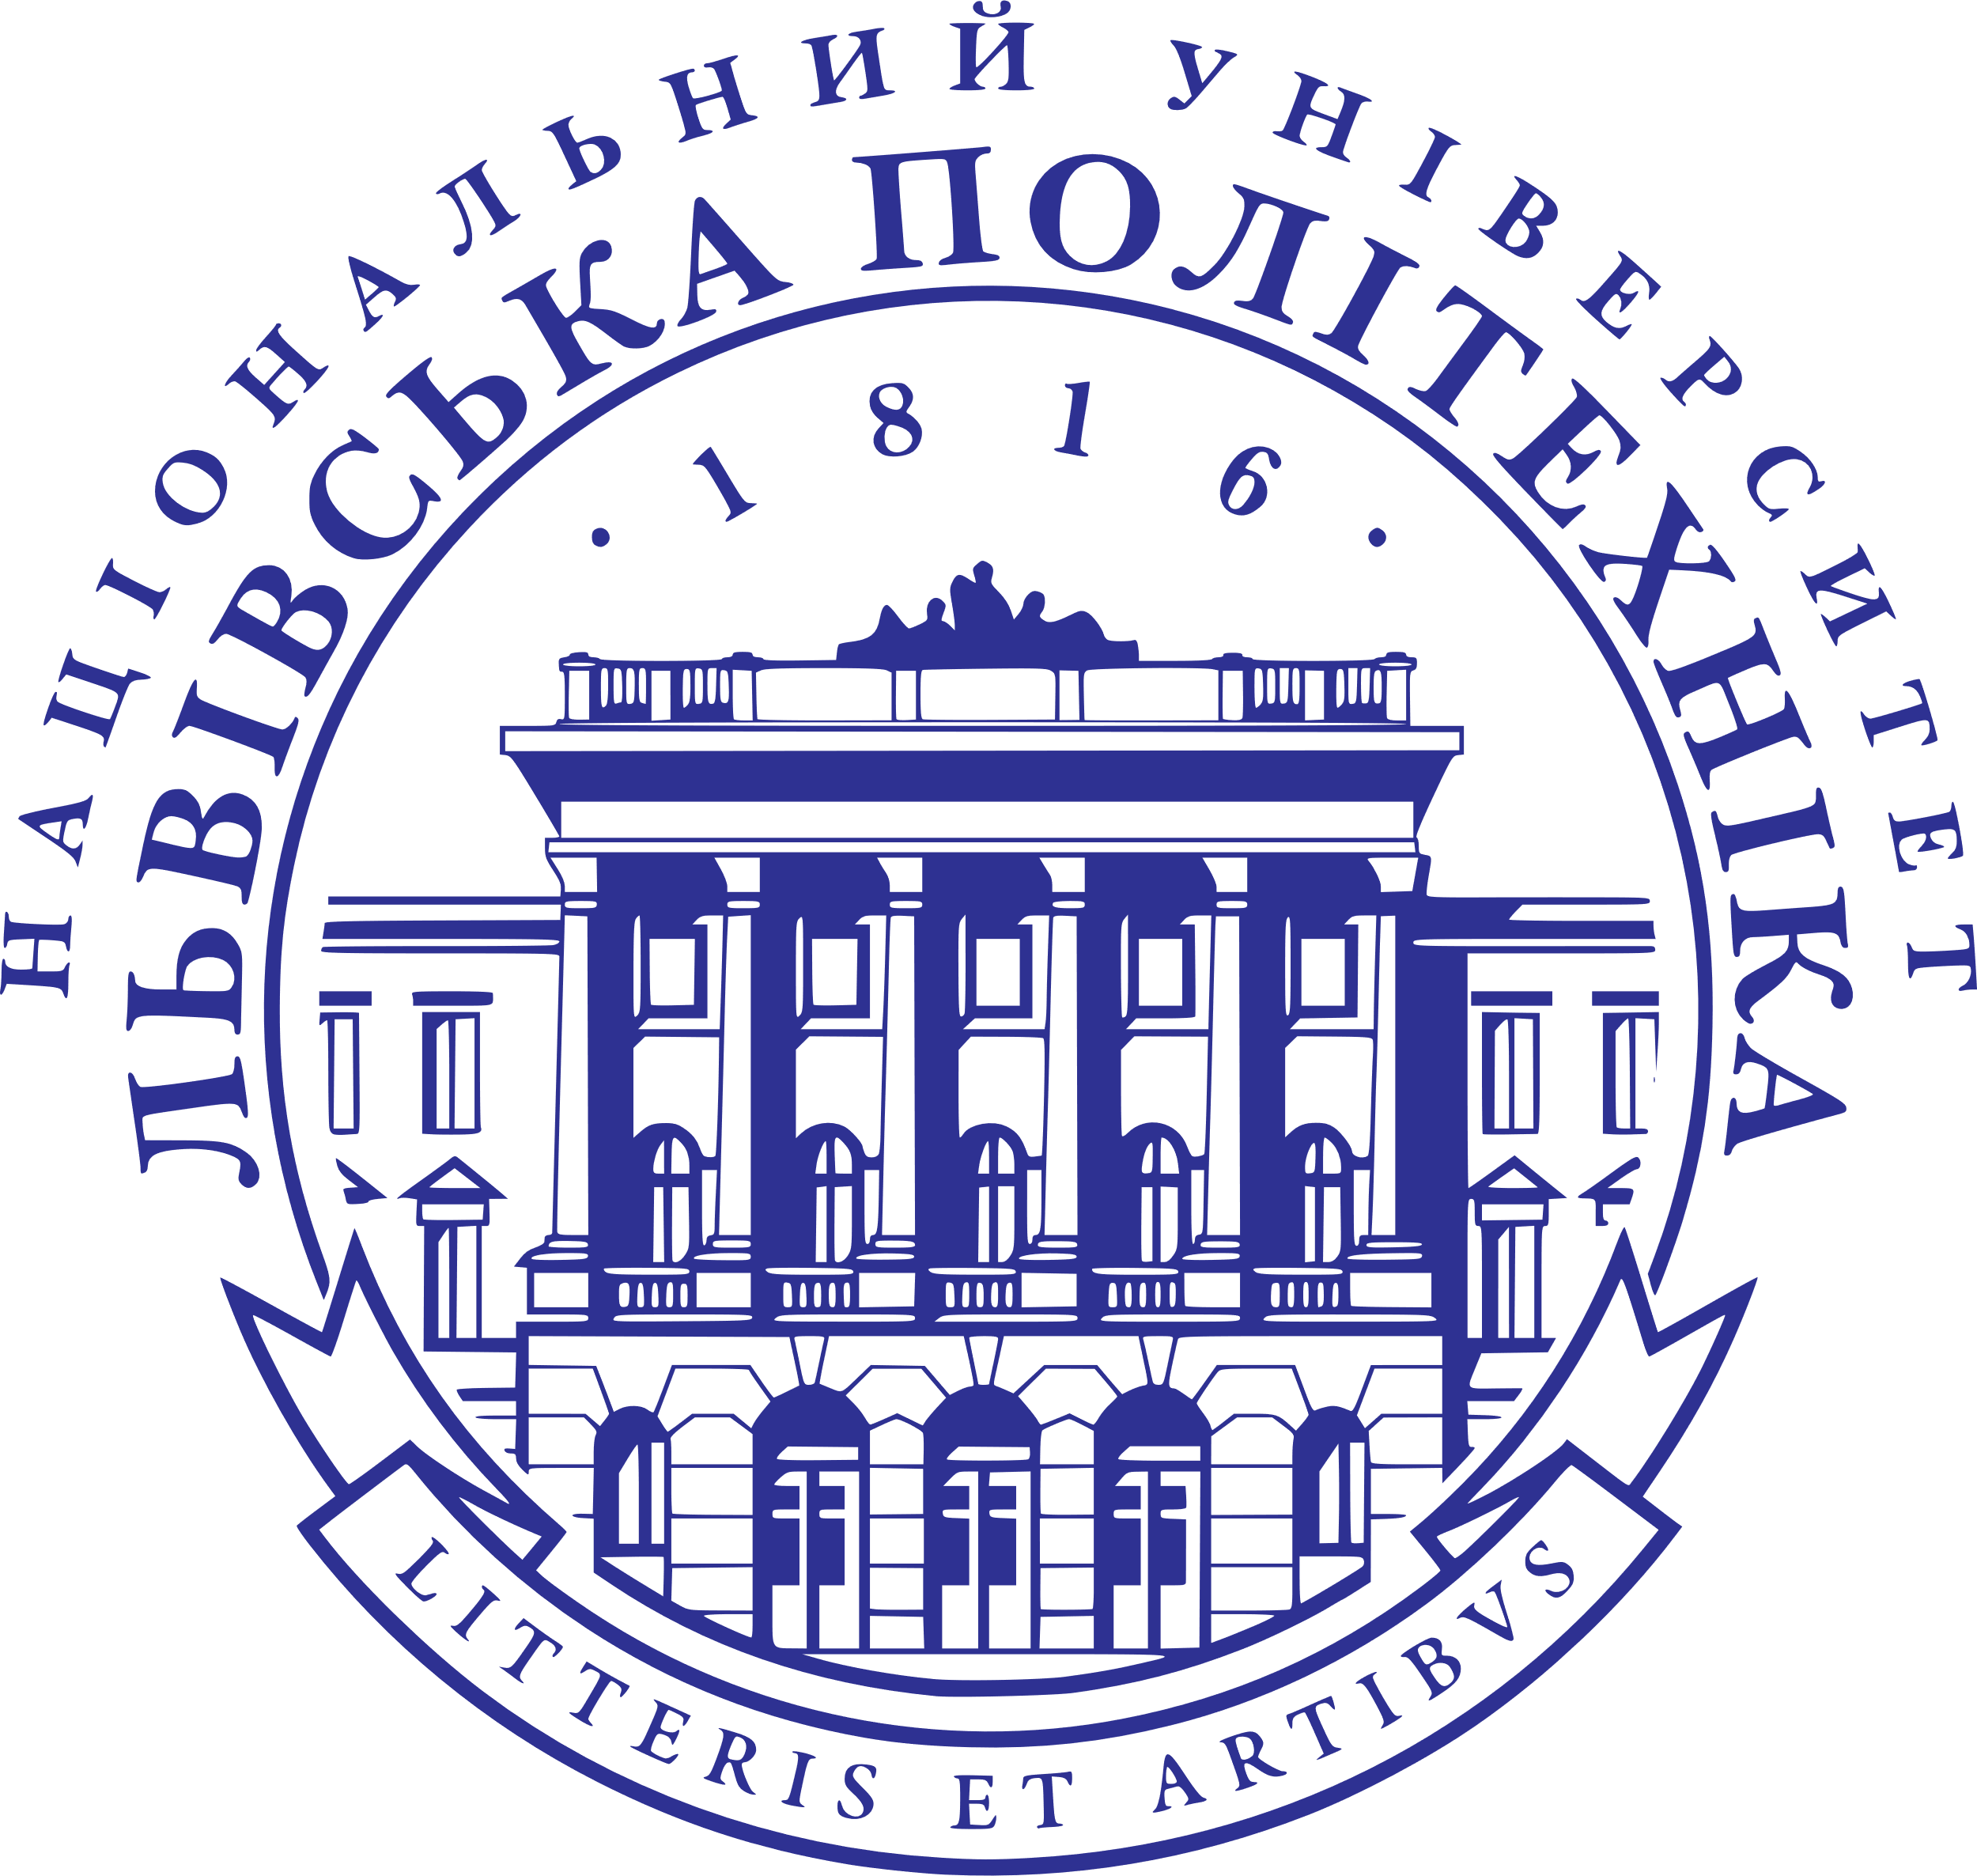 НАЦІОНАЛЬНИЙ УНІВЕРСИТЕТ
ЛЬВІВСЬКА ПОЛІТЕХНІКА
1816
LITTERIS ET ARTIBVS